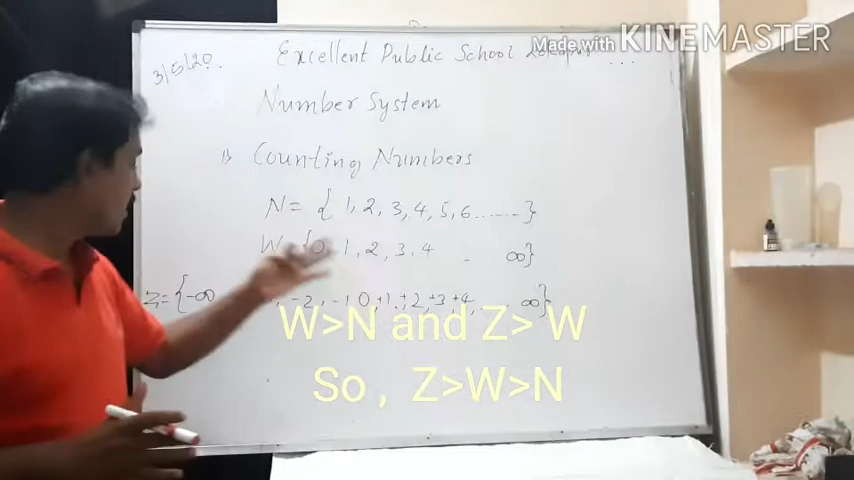 Made with KINEMASTER
3/5/20.
Excellent Public School
Number System
1) Counting Numbers
N = { 1, 2, 3, 4, 5, 6 ....... }
W {0, 1, 2, 3, 4 - ∞}
Z = {-∞ , -2, -1, 0, +1, +2, +3, +4, . . ∞}
W>N and Z>W
So , Z>W>N